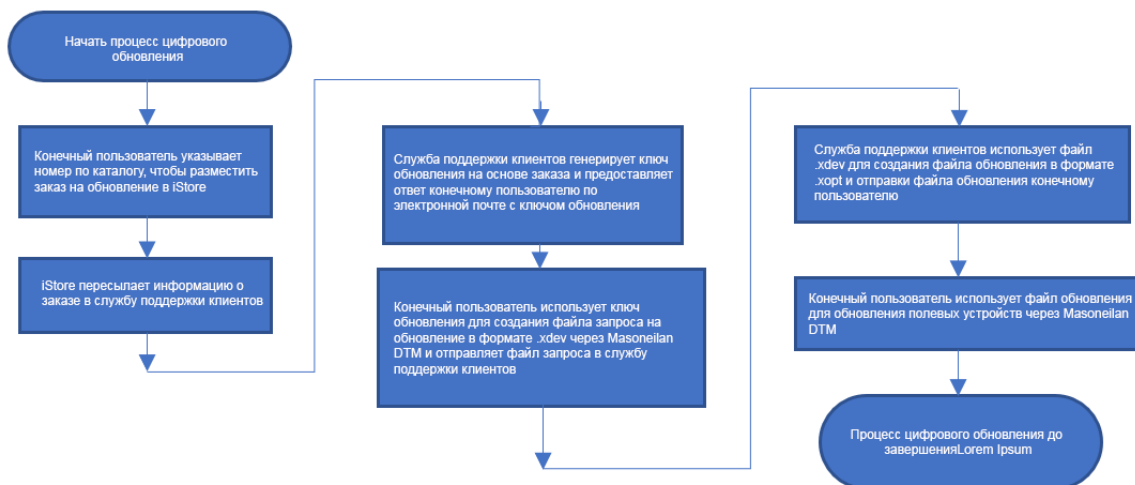 Начать процесс цифрового
обновления
Конечный пользователь указывает
номер по каталогу, чтобы разместить
заказ на обновление в iStore
iStore пересылает информацию о
заказе в службу поддержки клиентов
Служба поддержки клиентов генерирует ключ
обновления на основе заказа и предоставляет
ответ конечному пользователю по
электронной почте с ключом обновления
Конечный пользователь использует ключ
обновления для создания файла запроса на
обновление в формате .xdev через Masoneilan
DTM и отправляет файл запроса в службу
поддержки клиентов
Служба поддержки клиентов использует файл
.xdev для создания файла обновления в формате
.xopt и отправки файла обновления конечному
пользователю
Конечный пользователь использует файл обновления
для обновления полевых устройств через Masoneilan
DTM
Процесс цифрового обновления до
завершенияLorem Ipsum